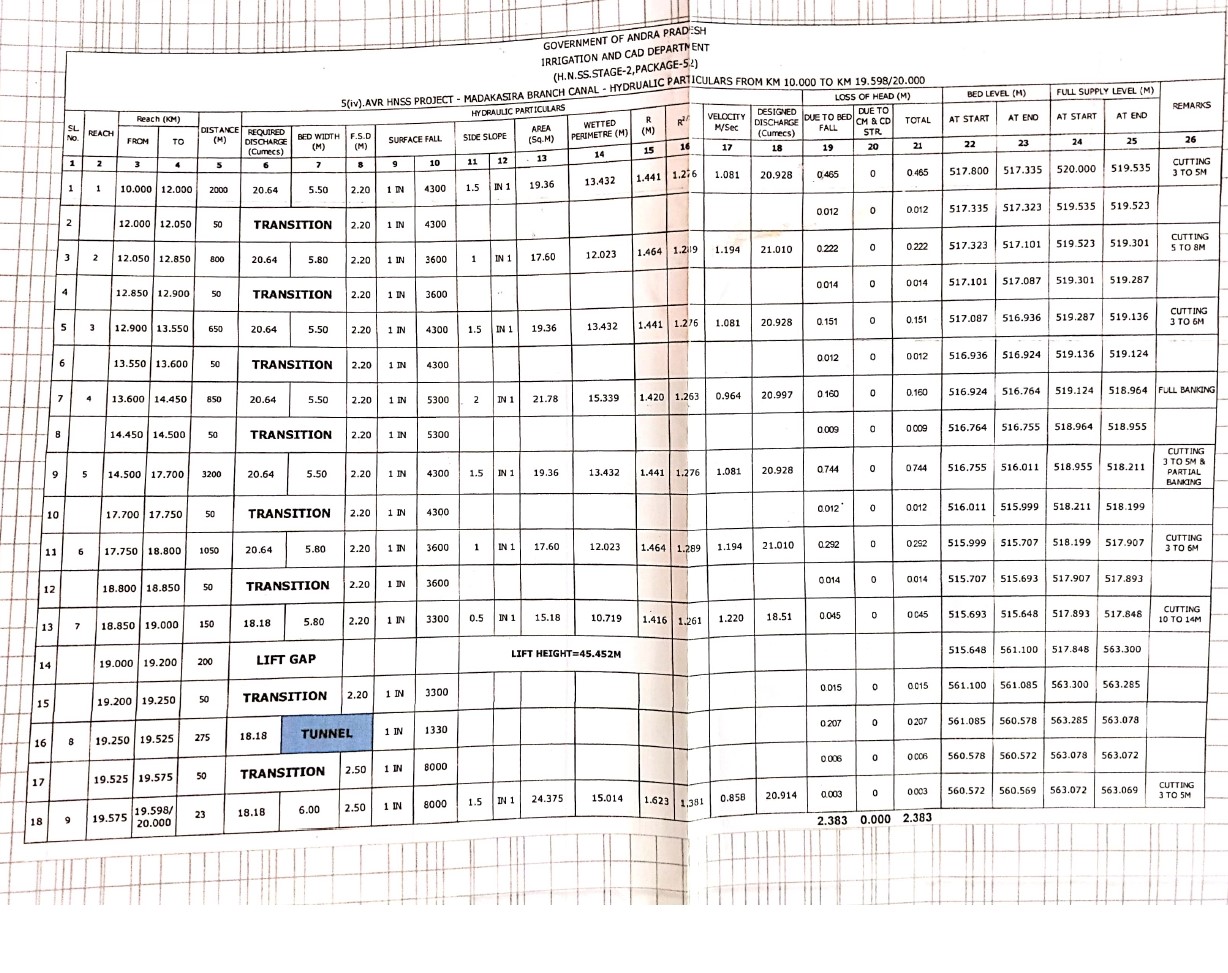 GOVERNMENT OF ANDRA PRADESH
IRRIGATION AND CAD DEPARTMENT
(H.N.SS.STAGE-2,PACKAGE-52)
5(iv).AVR HNSS PROJECT - MADAKASIRA BRANCH CANAL - HYDRUALIC PARTICULARS FROM KM 10.000 TO KM 19.598/20.000
SL. No. REACH Reach (KM) FROM TO DISTANCE (M) HYDRAULIC PARTICULARS REQUIRED DISCHARGE (Cumecs) BED WIDTH (M) F.S.D (M) SURFACE FALL SIDE SLOPE AREA (Sq.M) WETTED PERIMETRE (M) R (M) R²/ VELOCITY M/Sec DESIGNED DISCHARGE (Cumecs) LOSS OF HEAD (M) DUE TO BED FALL DUE TO CM & CD STR. TOTAL BED LEVEL (M) AT START AT END FULL SUPPLY LEVEL (M) AT START AT END REMARKS
1 2 3 4 5 6 7 8 9 10 11 12 13 14 15 16 17 18 19 20 21 22 23 24 25 26
1 1 10.000 12.000 2000 20.64 5.50 2.20 1 IN 4300 1.5 IN 1 19.36 13.432 1.441 1.276 1.081 20.928 0.465 0 0.465 517.800 517.335 520.000 519.535 CUTTING 3 TO 5M
2 12.000 12.050 50 TRANSITION 2.20 1 IN 4300 0.012 0 0.012 517.335 517.323 519.535 519.523
3 2 12.050 12.850 800 20.64 5.80 2.20 1 IN 3600 1 IN 1 17.60 12.023 1.464 1.289 1.194 21.010 0.222 0 0.222 517.323 517.101 519.523 519.301 CUTTING 5 TO 8M
4 12.850 12.900 50 TRANSITION 2.20 1 IN 3600 0.014 0 0.014 517.101 517.087 519.301 519.287
5 3 12.900 13.550 650 20.64 5.50 2.20 1 IN 4300 1.5 IN 1 19.36 13.432 1.441 1.276 1.081 20.928 0.151 0 0.151 517.087 516.936 519.287 519.136 CUTTING 3 TO 6M
6 13.550 13.600 50 TRANSITION 2.20 1 IN 4300 0.012 0 0.012 516.936 516.924 519.136 519.124
7 4 13.600 14.450 850 20.64 5.50 2.20 1 IN 5300 2 IN 1 21.78 15.339 1.420 1.263 0.964 20.997 0.160 0 0.160 516.924 516.764 519.124 518.964 FULL BANKING
8 14.450 14.500 50 TRANSITION 2.20 1 IN 5300 0.009 0 0.009 516.764 516.755 518.964 518.955
9 5 14.500 17.700 3200 20.64 5.50 2.20 1 IN 4300 1.5 IN 1 19.36 13.432 1.441 1.276 1.081 20.928 0.744 0 0.744 516.755 516.011 518.955 518.211 CUTTING 3 TO 5M & PARTIAL BANKING
10 17.700 17.750 50 TRANSITION 2.20 1 IN 4300 0.012 0 0.012 516.011 515.999 518.211 518.199
11 6 17.750 18.800 1050 20.64 5.80 2.20 1 IN 3600 1 IN 1 17.60 12.023 1.464 1.289 1.194 21.010 0.292 0 0.292 515.999 515.707 518.199 517.907 CUTTING 3 TO 6M
12 18.800 18.850 50 TRANSITION 2.20 1 IN 3600 0.014 0 0.014 515.707 515.693 517.907 517.893
13 7 18.850 19.000 150 18.18 5.80 2.20 1 IN 3300 0.5 IN 1 15.18 10.719 1.416 1.261 1.220 18.51 0.045 0 0.045 515.693 515.648 517.893 517.848 CUTTING 10 TO 14M
14 19.000 19.200 200 LIFT GAP LIFT HEIGHT=45.452M 515.648 561.100 517.848 563.300
15 19.200 19.250 50 TRANSITION 2.20 1 IN 3300 0.015 0 0.015 561.100 561.085 563.300 563.285
16 8 19.250 19.525 275 18.18 TUNNEL 1 IN 1330 0.207 0 0.207 561.085 560.578 563.285 563.078
17 19.525 19.575 50 TRANSITION 2.50 1 IN 8000 0.006 0 0.006 560.578 560.572 563.078 563.072
18 9 19.575 19.598/ 20.000 23 18.18 6.00 2.50 1 IN 8000 1.5 IN 1 24.375 15.014 1.623 1.381 0.858 20.914 0.003 0 0.003 560.572 560.569 563.072 563.069 CUTTING 3 TO 5M
2.383 0.000 2.383